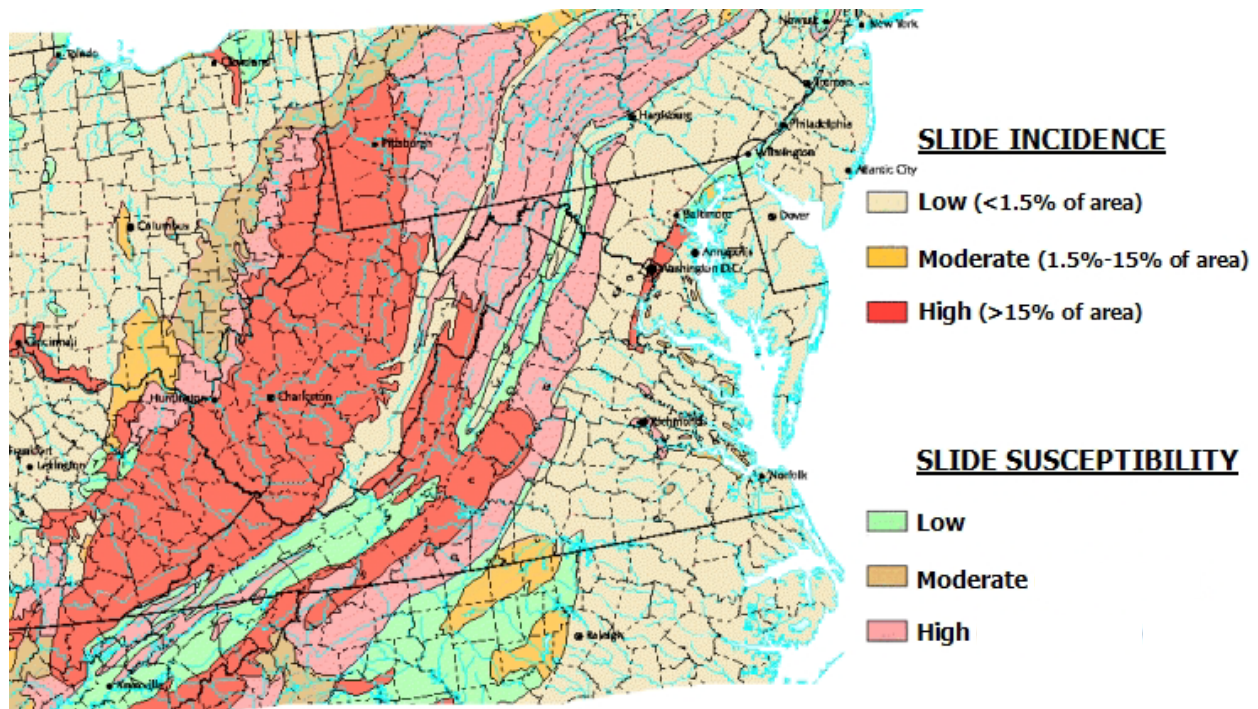 Newark
New York
Toledo
Cleveland
Trenton
Harrisburg
Philadelphia
Pittsburgh
Wilmington
Atlantic City
Baltimore
Dover
Columbus
Annapolis
Washington D.C.
Cincinnati
Huntington
Charleston
Richmond
Frankfort
Lexington
Norfolk
Raleigh
Knoxville
SLIDE INCIDENCE
Low (<1.5% of area)
Moderate (1.5%-15% of area)
High (>15% of area)
SLIDE SUSCEPTIBILITY
Low
Moderate
High